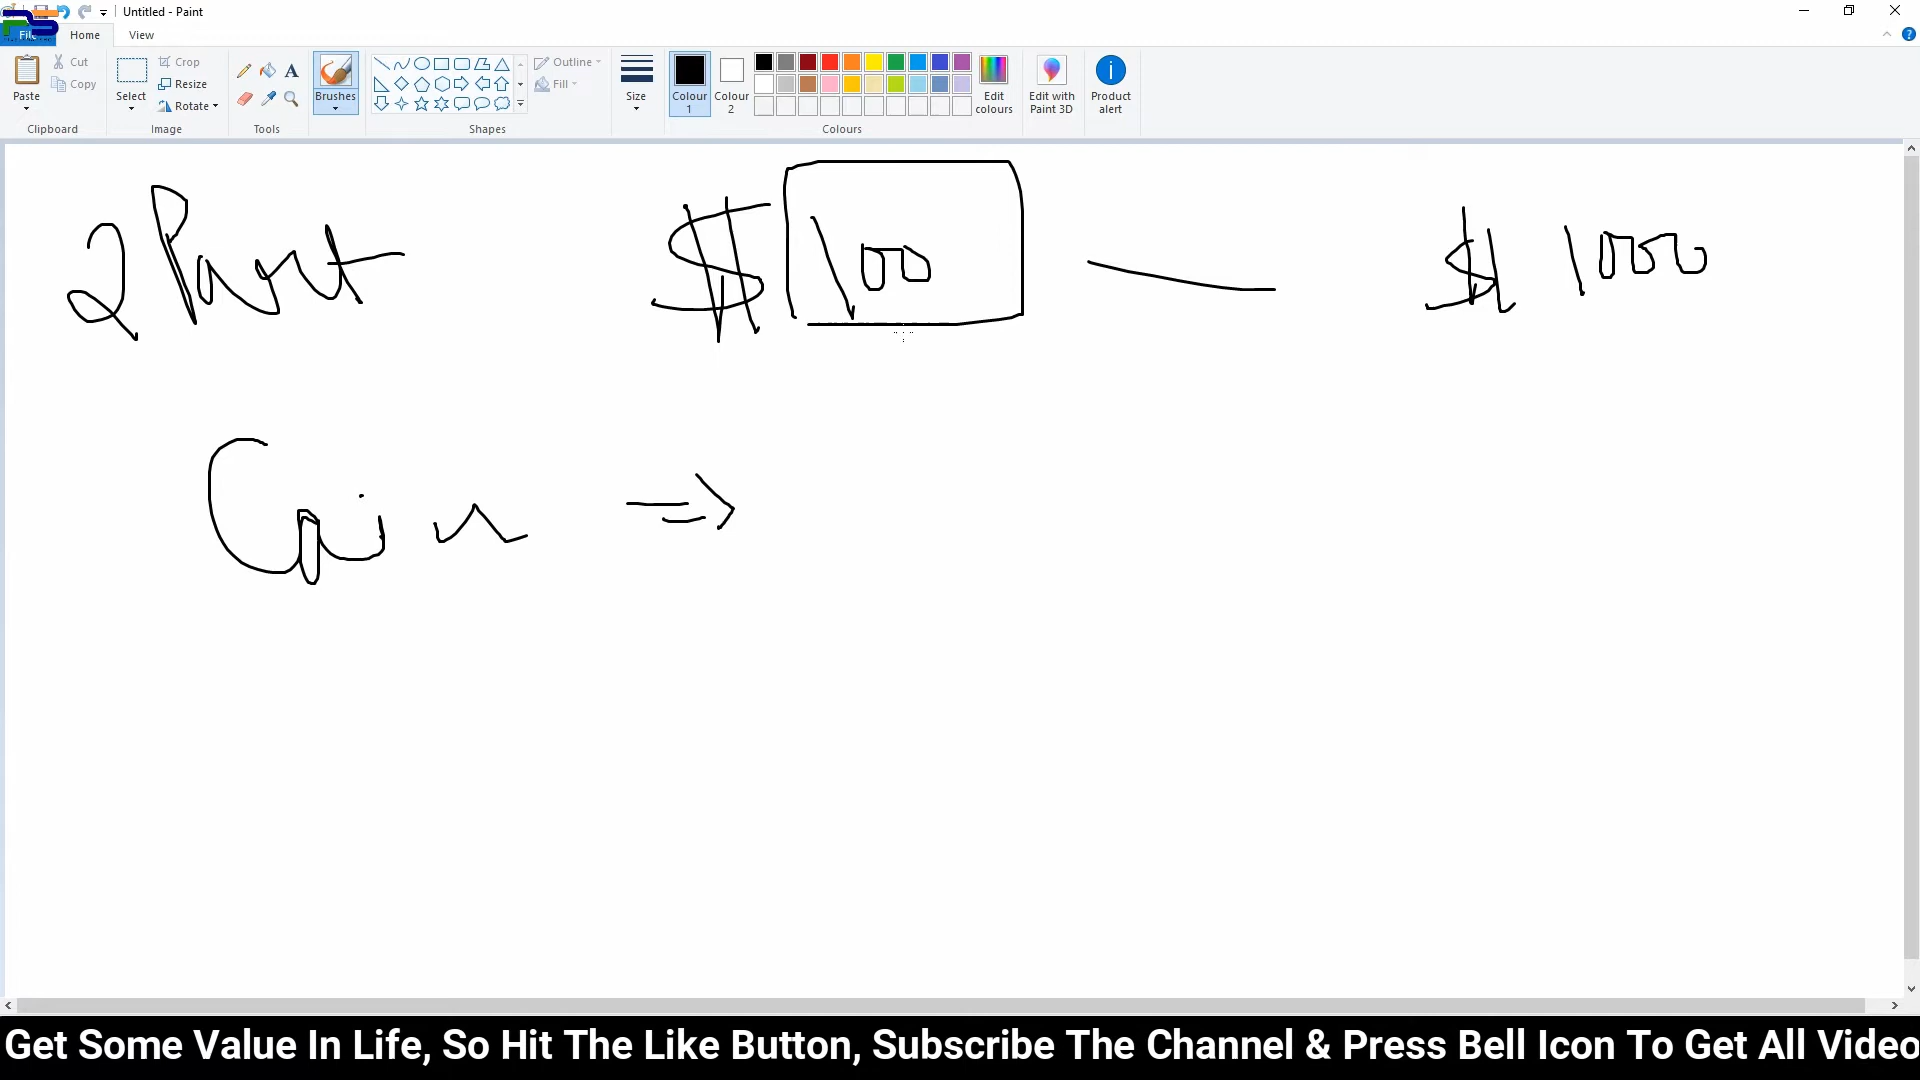 Untitled - Paint
File Home View
Paste Cut Copy Clipboard
Select Crop Resize Rotate Image
Tools
Brushes
Shapes
Outline Fill
Size
Colour 1 Colour 2 Edit colours Colours
Edit with Paint 3D
Product alert
2 Part $ 100 $ 1000
Gain
Get Some Value In Life, So Hit The Like Button, Subscribe The Channel & Press Bell Icon To Get All Video